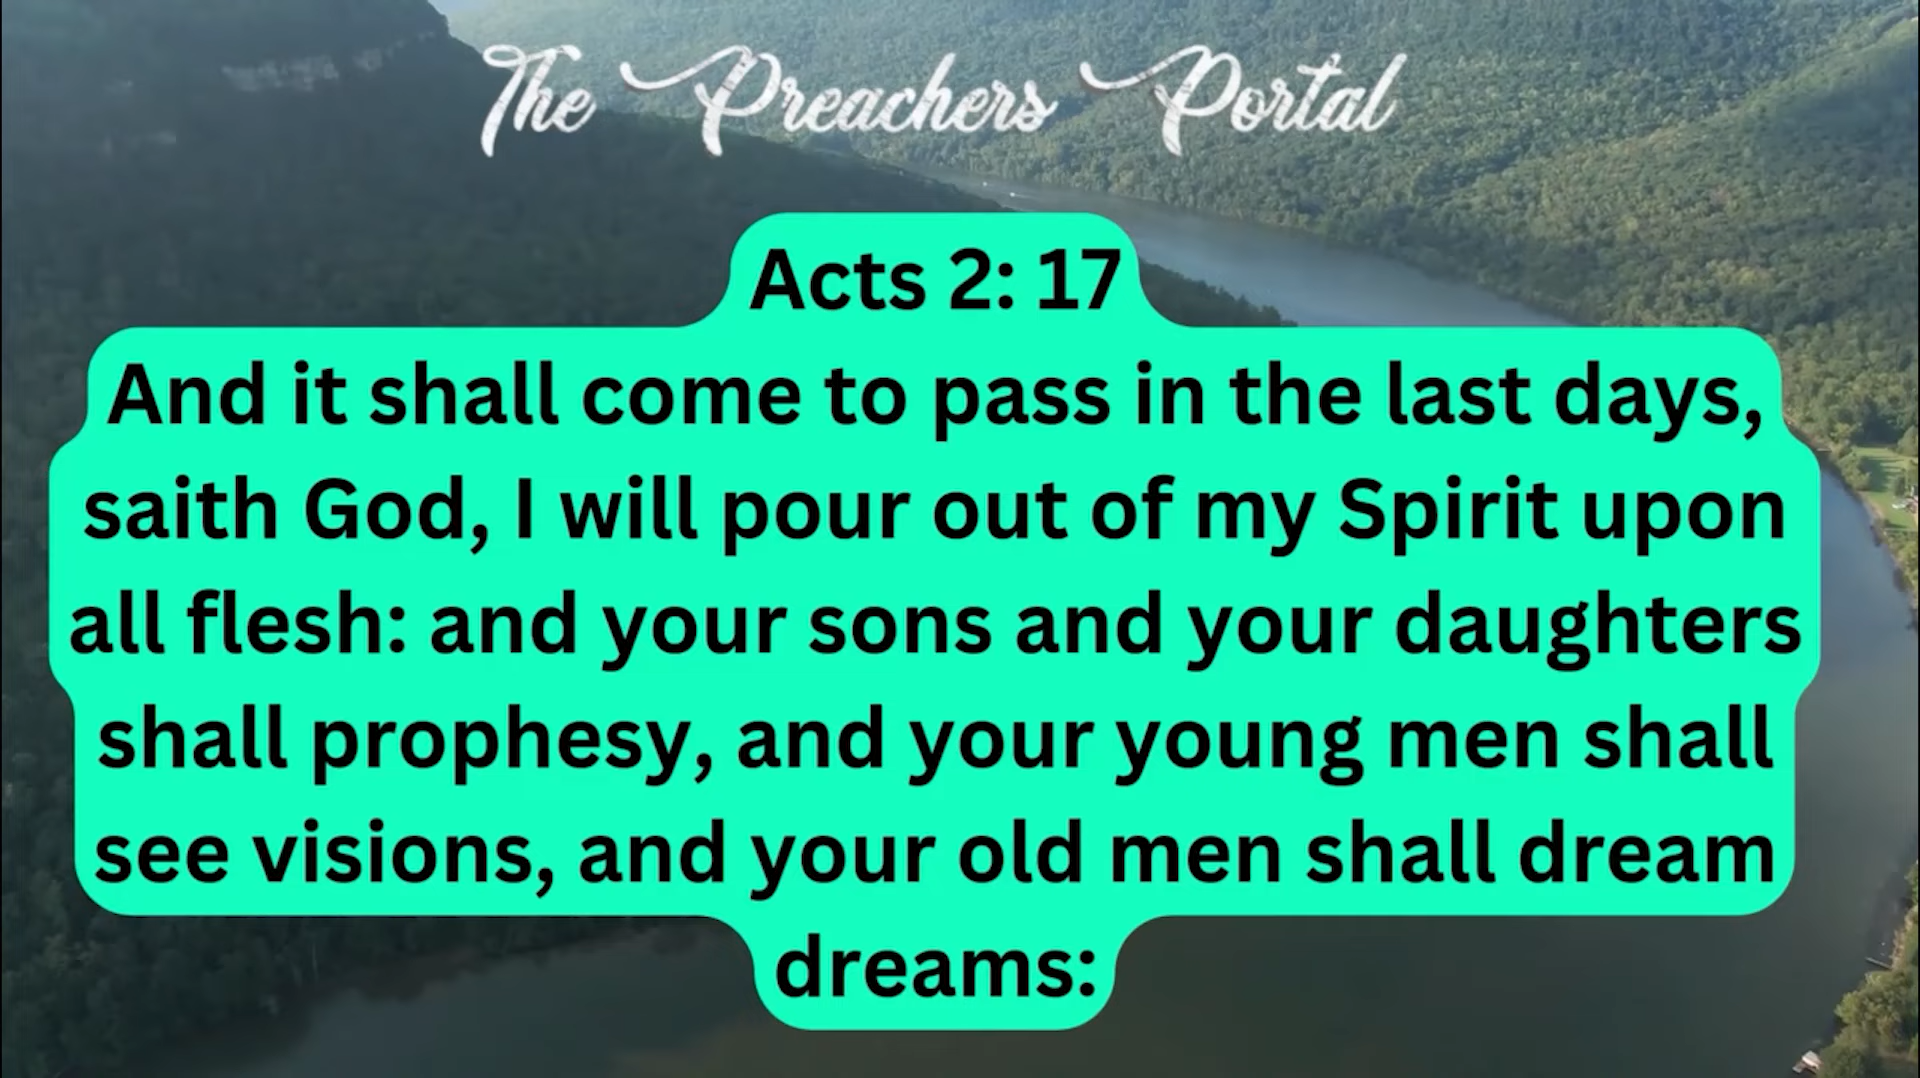 The Preachers Portal
Acts 2: 17
And it shall come to pass in the last days,
saith God, I will pour out of my Spirit upon
all flesh: and your sons and your daughters
shall prophesy, and your young men shall
see visions, and your old men shall dream
dreams: